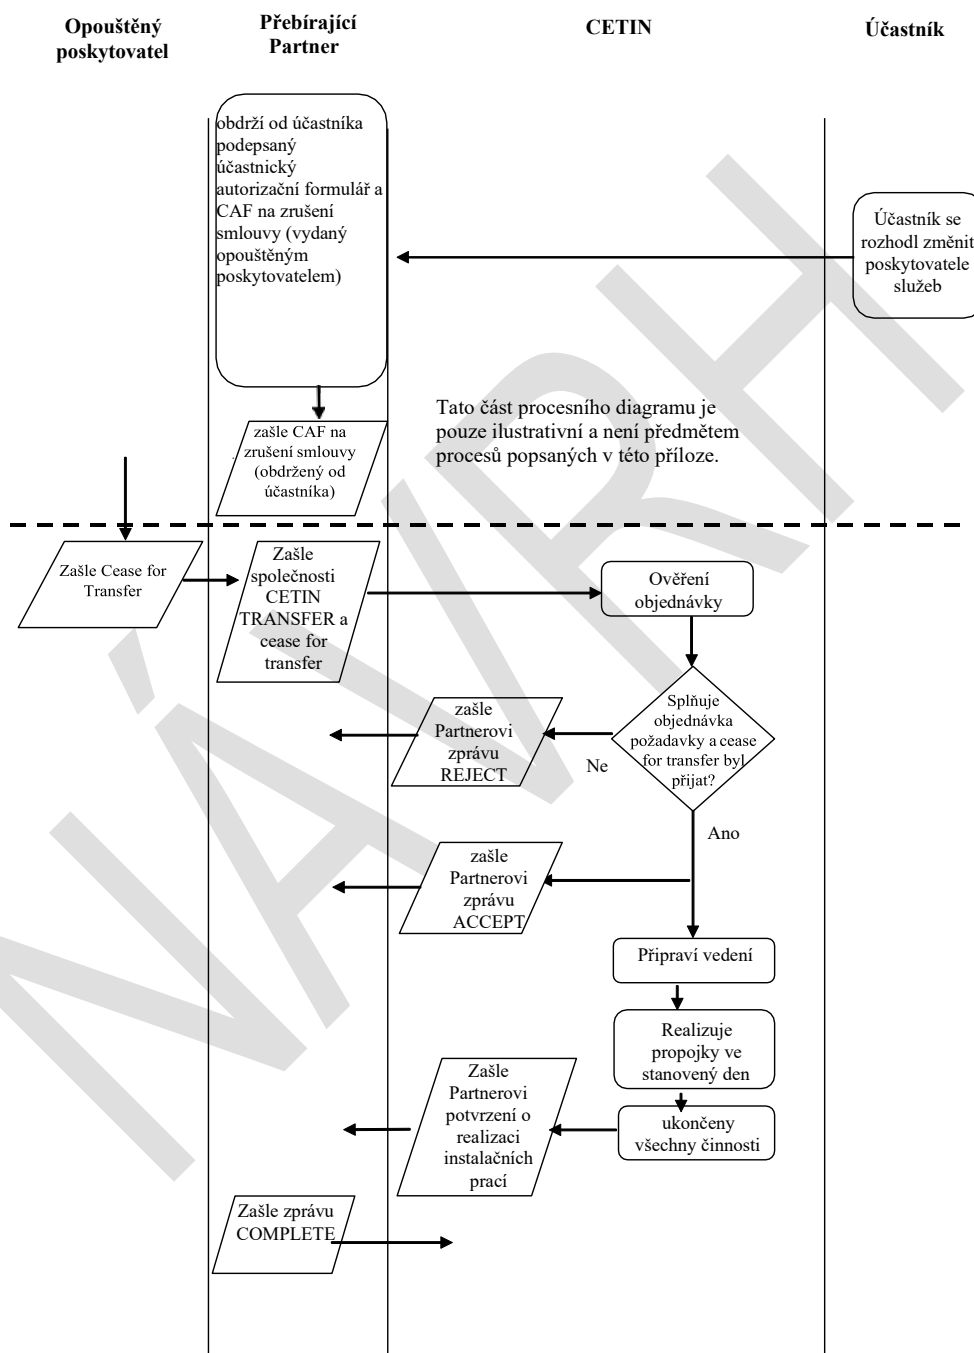 Opouštěný
poskytovatel
Přebírající
Partner
CETIN
Účastník
obdrží od účastníka
podepsaný
účastnický
autorizační formulář a
CAF na zrušení
smlouvy (vydaný
opouštěným
poskytovatelem)
Účastník se
rozhodl změnit
poskytovatele
služeb
zašle CAF na
zrušení smlouvy
(obdržený od
účastníka)
Tato část procesního diagramu je
pouze ilustrativní a není předmětem
procesů popsaných v této příloze.
Zašle Cease for
Transfer
Zašle
společnosti
CETIN
TRANSFER a
cease for
transfer
Ověření
objednávky
Splňuje
objednávka
požadavky a cease
for transfer byl
přijat?
zašle
Partnerovi
zprávu
REJECT
Ne
Ano
zašle
Partnerovi
zprávu
ACCEPT
Připraví vedení
Realizuje
propojky ve
stanovený den
Zašle
Partnerovi
potvrzení o
realizaci
instalačních
prací
ukončeny
všechny činnosti
Zašle zprávu
COMPLETE
NÁVRH